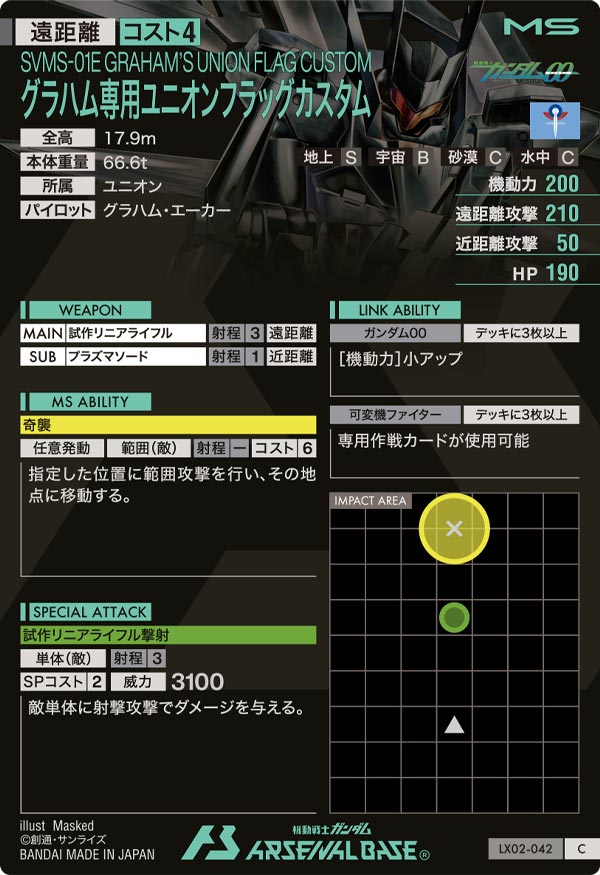 遠距離 コスト4 MS
SVMS-01E GRAHAM'S UNION FLAG CUSTOM
グラハム専用ユニオンフラッグカスタム
ガンダム00
全高 17.9m
本体重量 66.6t
所属 ユニオン
パイロット グラハム・エーカー
地上 S 宇宙 B 砂漠 C 水中 C
機動力 200
遠距離攻撃 210
近距離攻撃 50
HP 190
WEAPON
MAIN 試作リニアライフル 射程 3 遠距離
SUB プラズマソード 射程 1 近距離
MS ABILITY
奇襲
任意発動 範囲(敵) 射程 ー コスト 6
指定した位置に範囲攻撃を行い、その地
点に移動する。
SPECIAL ATTACK
試作リニアライフル撃射
単体(敵) 射程 3
SPコスト 2 威力 3100
敵単体に射撃攻撃でダメージを与える。
LINK ABILITY
ガンダム00 デッキに3枚以上
[機動力]小アップ
可変機ファイター デッキに3枚以上
専用作戦カードが使用可能
IMPACT AREA
illust Masked
©創通・サンライズ
BANDAI MADE IN JAPAN
機動戦士ガンダム
AB ARSENAL BASE®
LX02-042 C